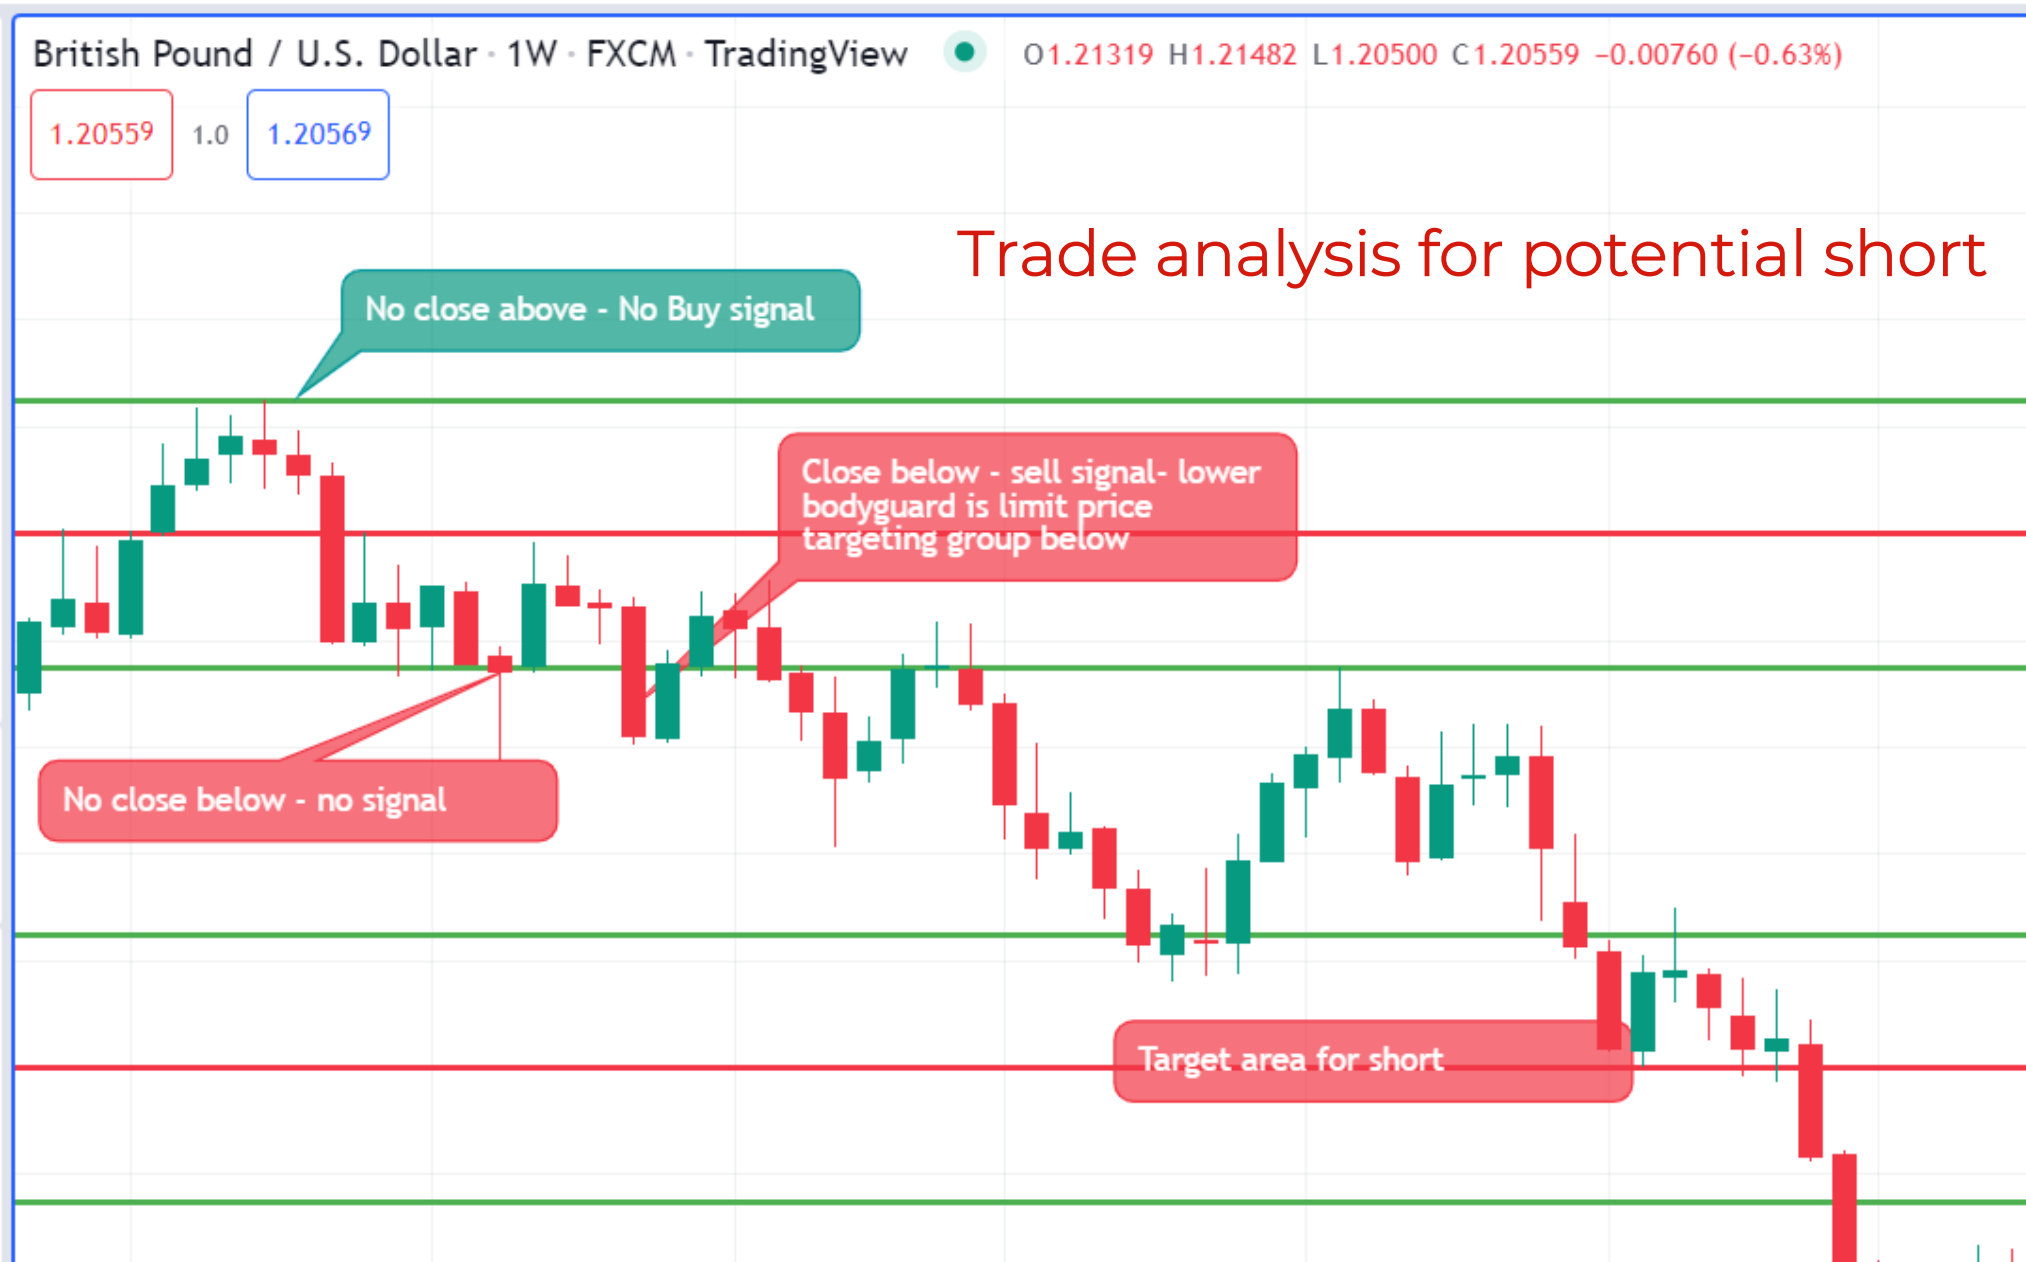 British Pound / U.S. Dollar · 1W · FXCM · TradingView O1.21319 H1.21482 L1.20500 C1.20559 −0.00760 (−0.63%)
1.20559 1.0 1.20569
Trade analysis for potential short
No close above - No Buy signal
Close below - sell signal- lower
bodyguard is limit price
targeting group below
No close below - no signal
Target area for short